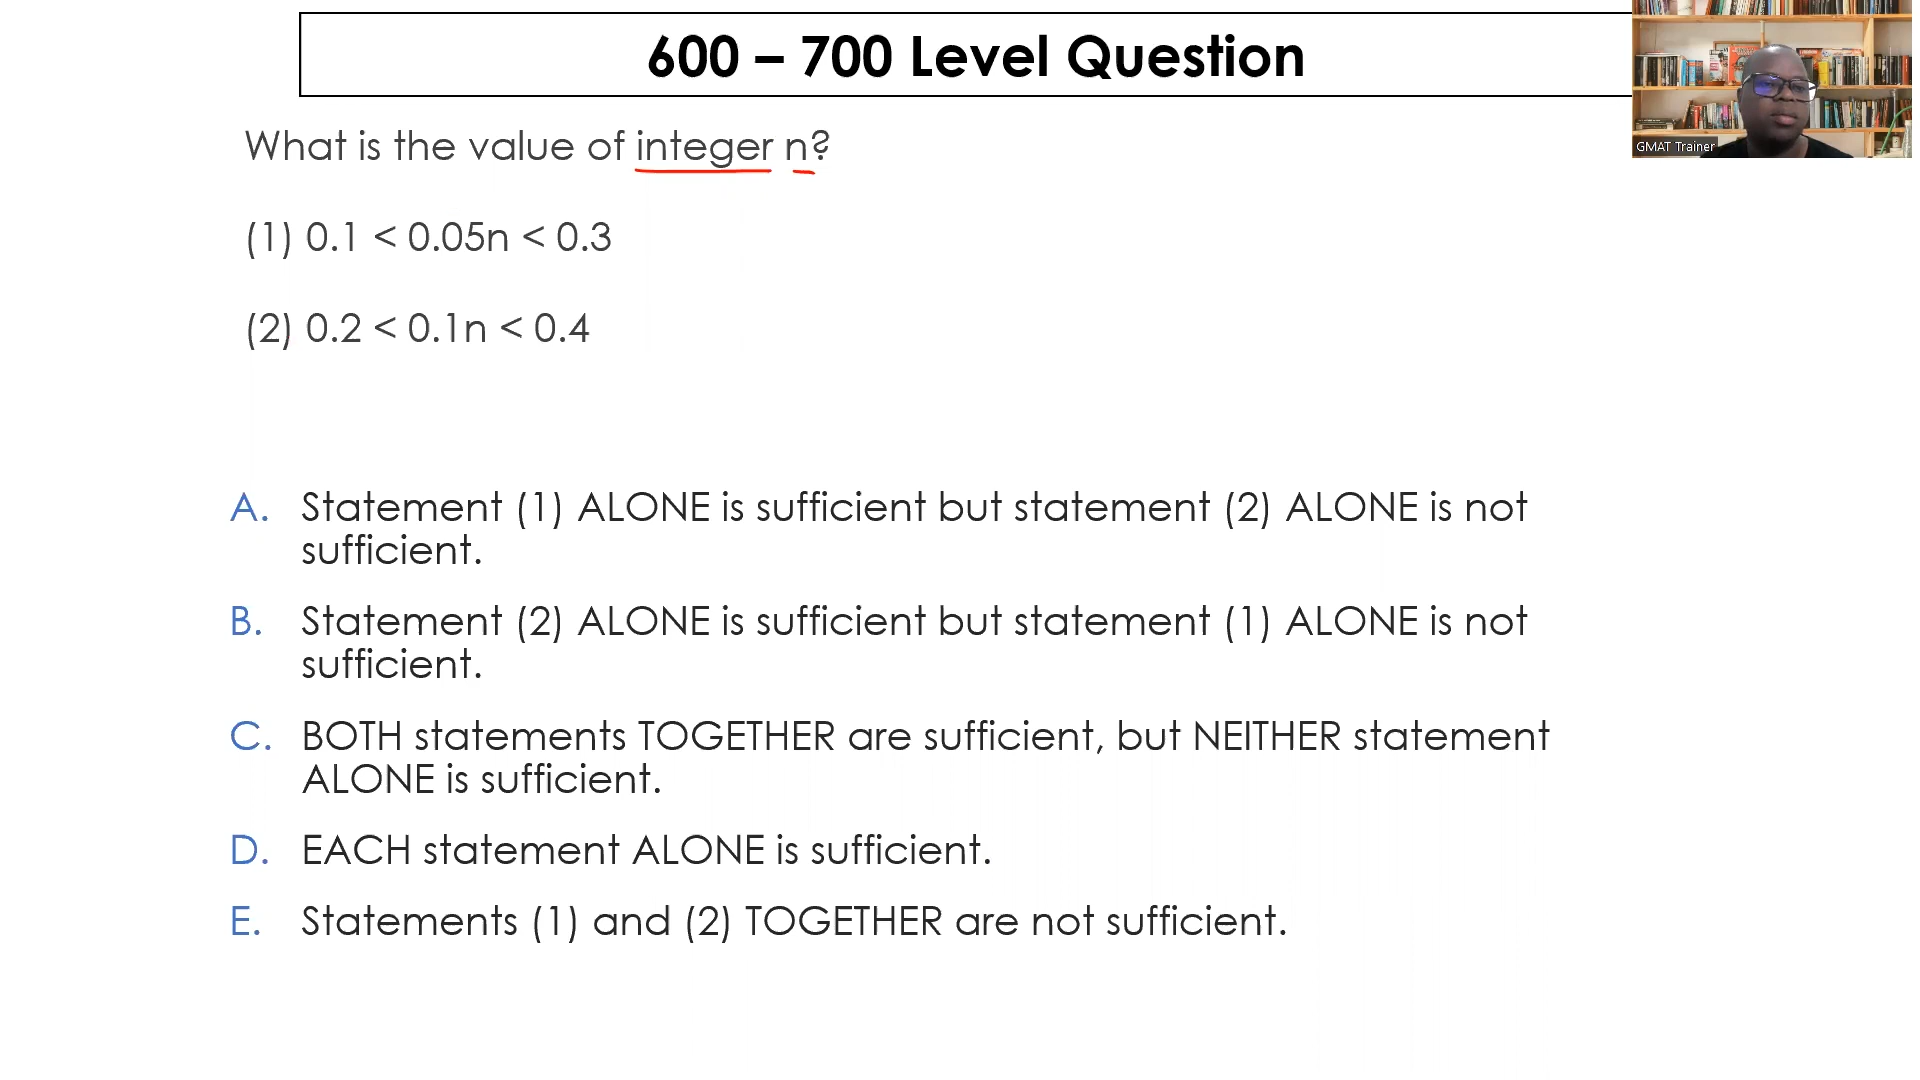 600 – 700 Level Question
GMAT Trainer
What is the value of integer n?
(1) 0.1 < 0.05n < 0.3
(2) 0.2 < 0.1n < 0.4
A. Statement (1) ALONE is sufficient but statement (2) ALONE is not
sufficient.
B. Statement (2) ALONE is sufficient but statement (1) ALONE is not
sufficient.
C. BOTH statements TOGETHER are sufficient, but NEITHER statement
ALONE is sufficient.
D. EACH statement ALONE is sufficient.
E. Statements (1) and (2) TOGETHER are not sufficient.